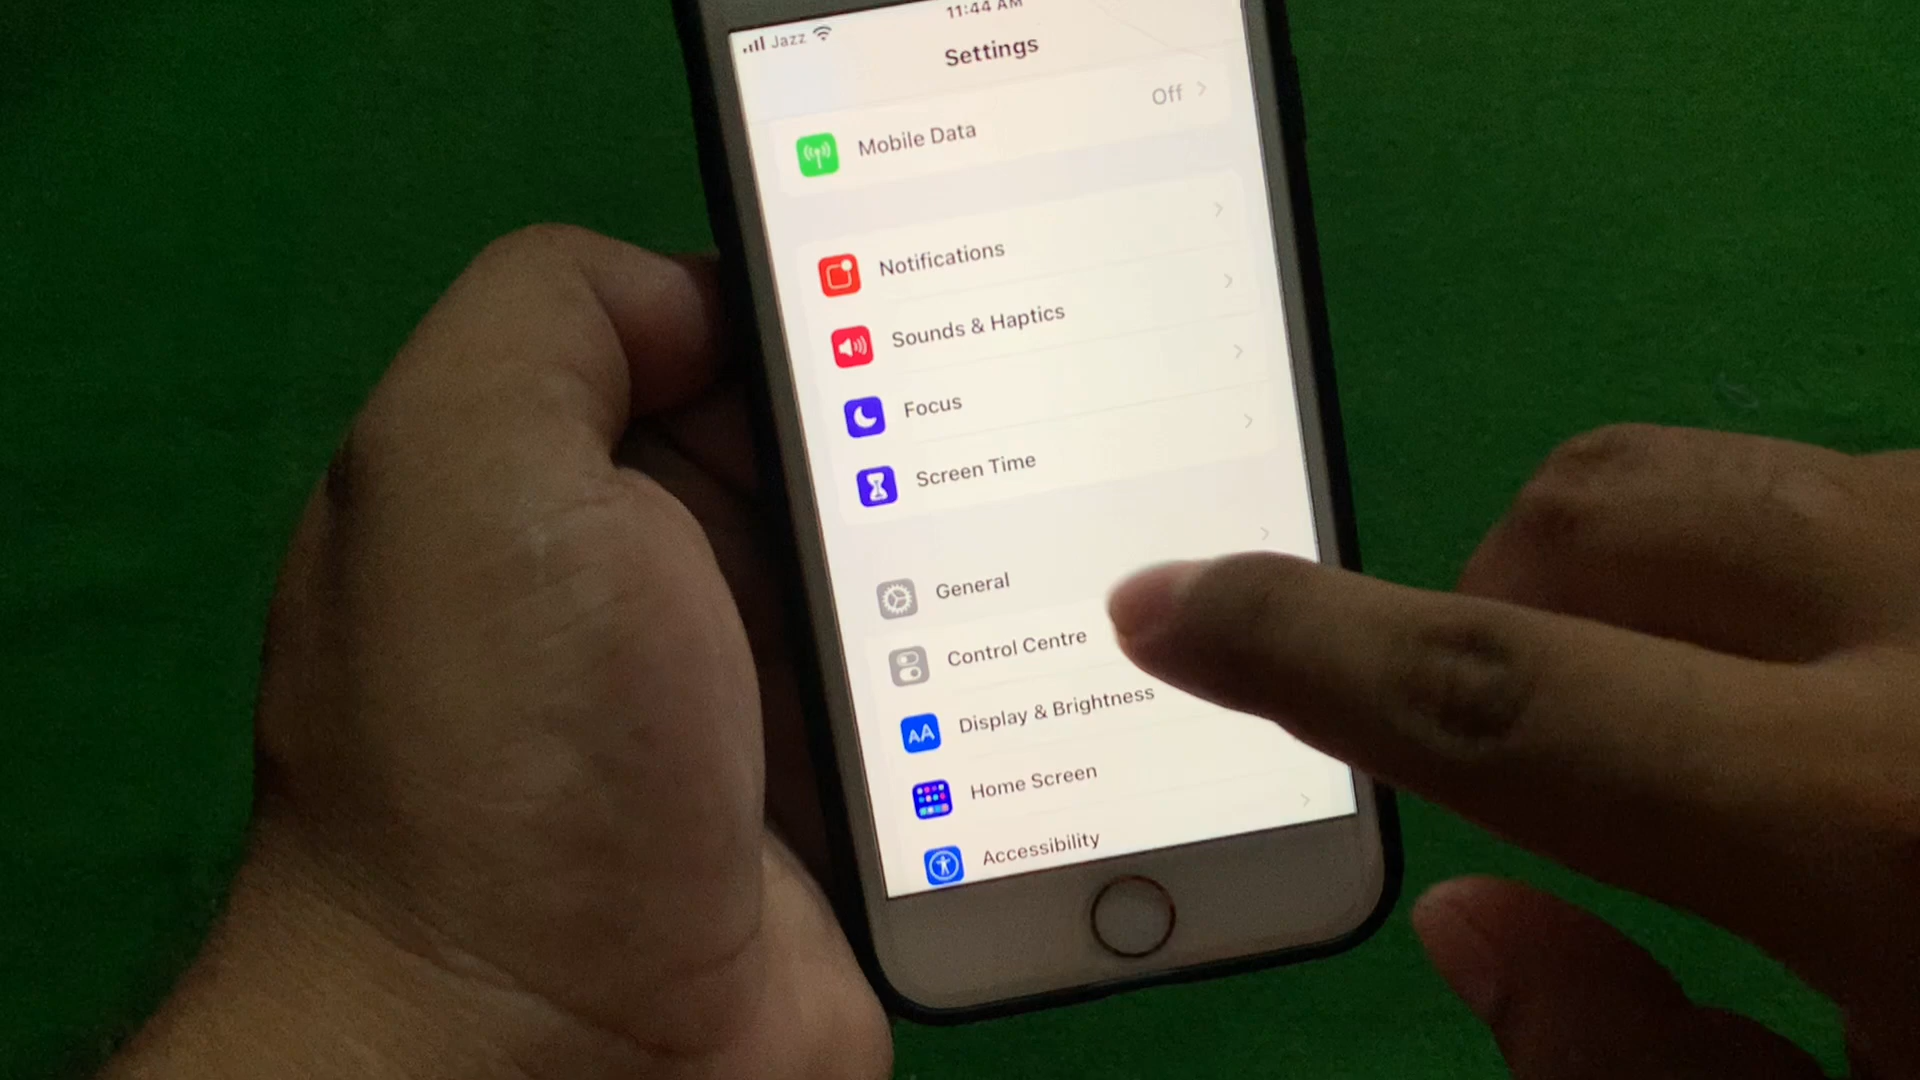 11:44 AM
Jazz
Settings
Mobile Data Off
Notifications
Sounds & Haptics
Focus
Screen Time
General
Control Centre
Display & Brightness
AA
Home Screen
Accessibility